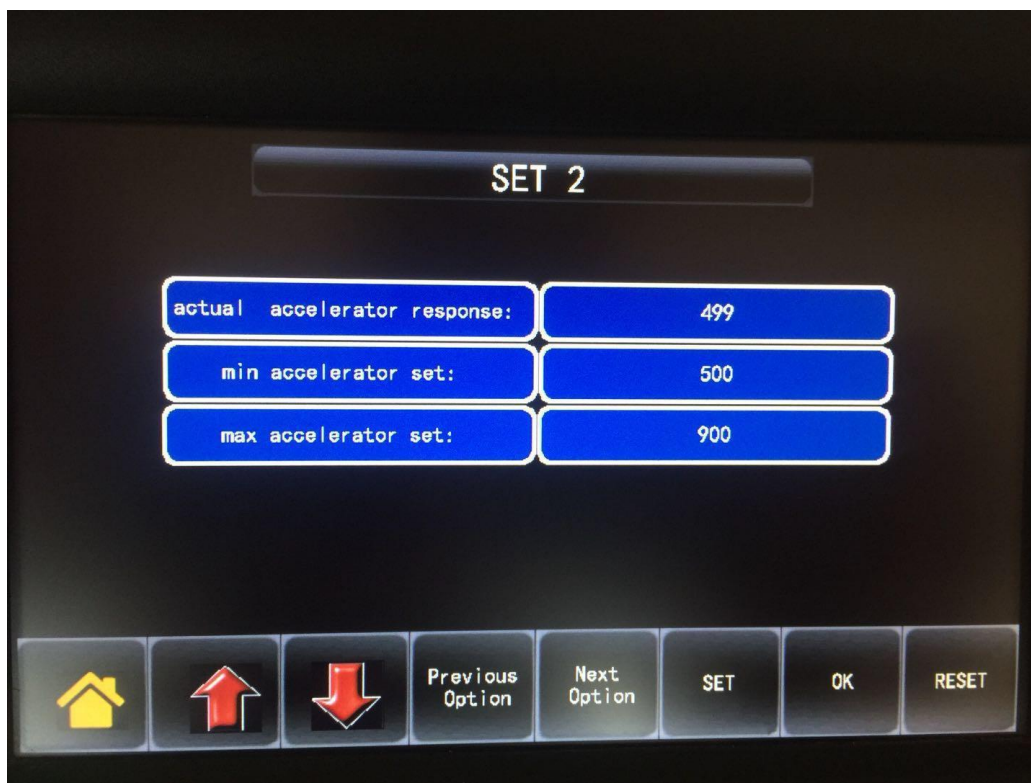 SET 2
actual accelerator response: 499
min accelerator set: 500
max accelerator set: 900
Previous Option
Next Option
SET
OK
RESET